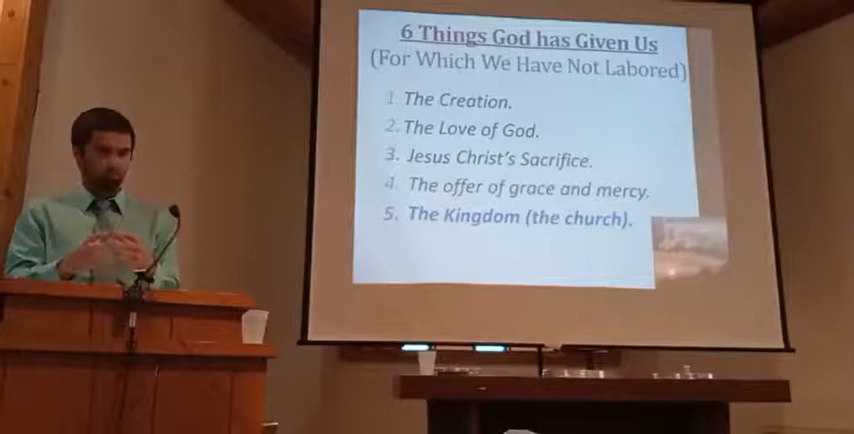 6 Things God has Given Us
(For Which We Have Not Labored)
1. The Creation.
2. The Love of God.
3. Jesus Christ's Sacrifice.
4. The offer of grace and mercy.
5. The Kingdom (the church).